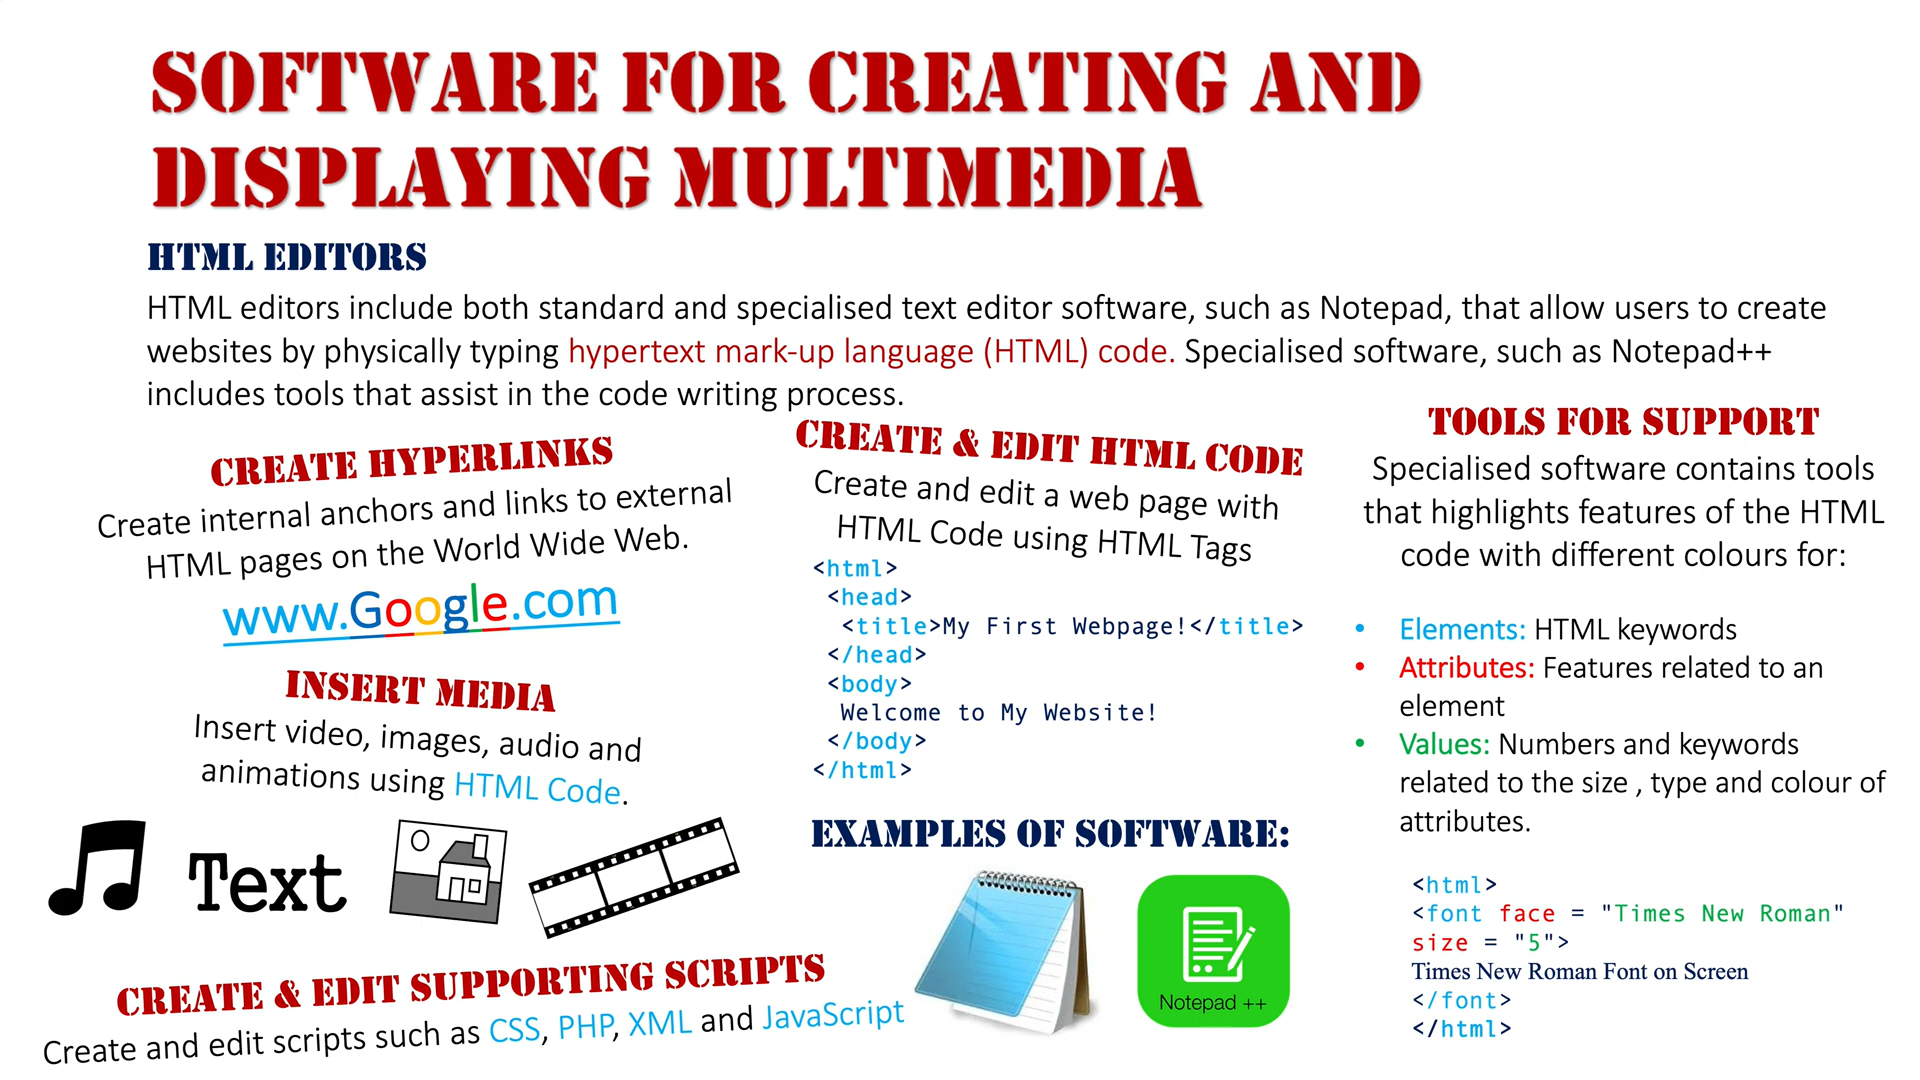 SOFTWARE FOR CREATING AND
DISPLAYING MULTIMEDIA
HTML EDITORS
HTML editors include both standard and specialised text editor software, such as Notepad, that allow users to create
websites by physically typing hypertext mark-up language (HTML) code. Specialised software, such as Notepad++
includes tools that assist in the code writing process.
CREATE HYPERLINKS
Create internal anchors and links to external
HTML pages on the World Wide Web.
www.Google.com
INSERT MEDIA
Insert video, images, audio and
animations using HTML Code.
Text
CREATE & EDIT SUPPORTING SCRIPTS
Create and edit scripts such as CSS, PHP, XML and JavaScript
CREATE & EDIT HTML CODE
Create and edit a web page with
HTML Code using HTML Tags
<html>
<head>
<title>My First Webpage!</title>
</head>
<body>
Welcome to My Website!
</body>
</html>
EXAMPLES OF SOFTWARE:
Notepad ++
TOOLS FOR SUPPORT
Specialised software contains tools
that highlights features of the HTML
code with different colours for:
• Elements: HTML keywords
• Attributes: Features related to an
element
• Values: Numbers and keywords
related to the size , type and colour of
attributes.
<html>
<font face = "Times New Roman"
size = "5">
Times New Roman Font on Screen
</font>
</html>